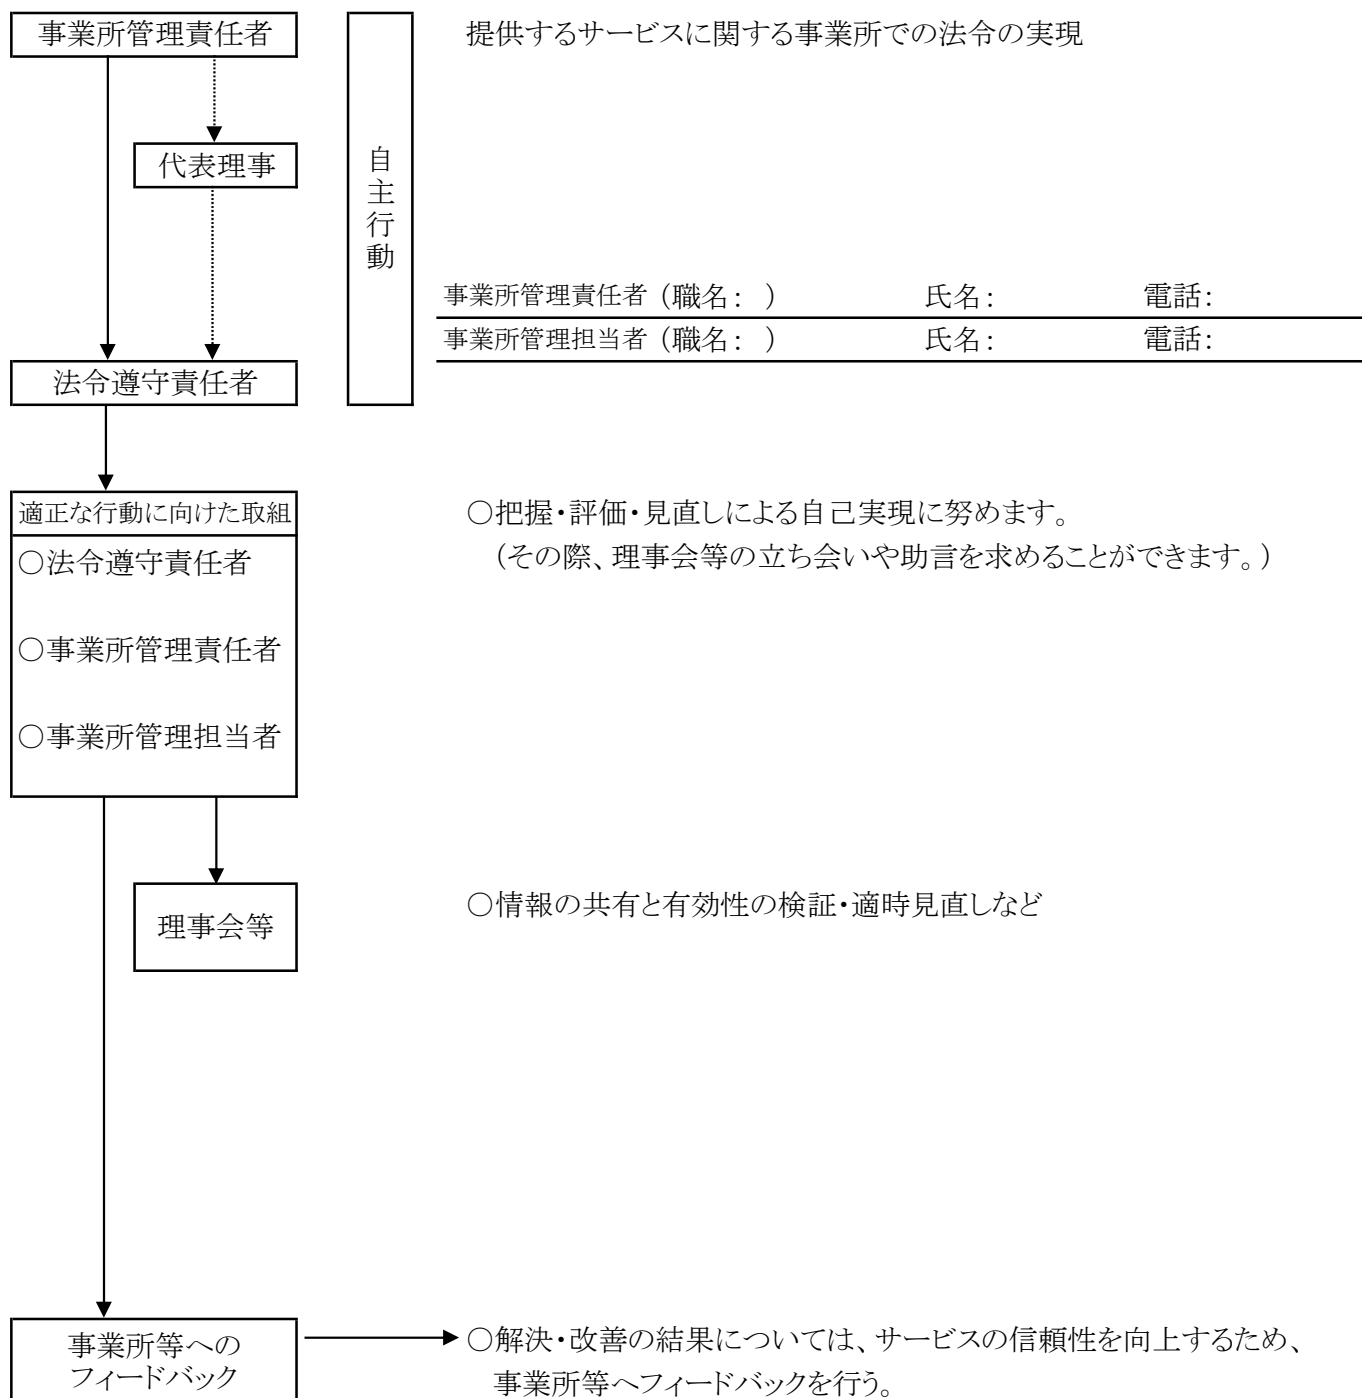 事業所管理責任者
提供するサービスに関する事業所での法令の実現
代表理事
自主行動
事業所管理責任者（職名： ） 氏名： 電話：
事業所管理担当者（職名： ） 氏名： 電話：
法令遵守責任者
適正な行動に向けた取組
○法令遵守責任者
○事業所管理責任者
○事業所管理担当者
○把握・評価・見直しによる自己実現に努めます。
（その際、理事会等の立ち会いや助言を求めることができます。）
理事会等
○情報の共有と有効性の検証・適時見直しなど
事業所等への
フィードバック
○解決・改善の結果については、サービスの信頼性を向上するため、
事業所等へフィードバックを行う。